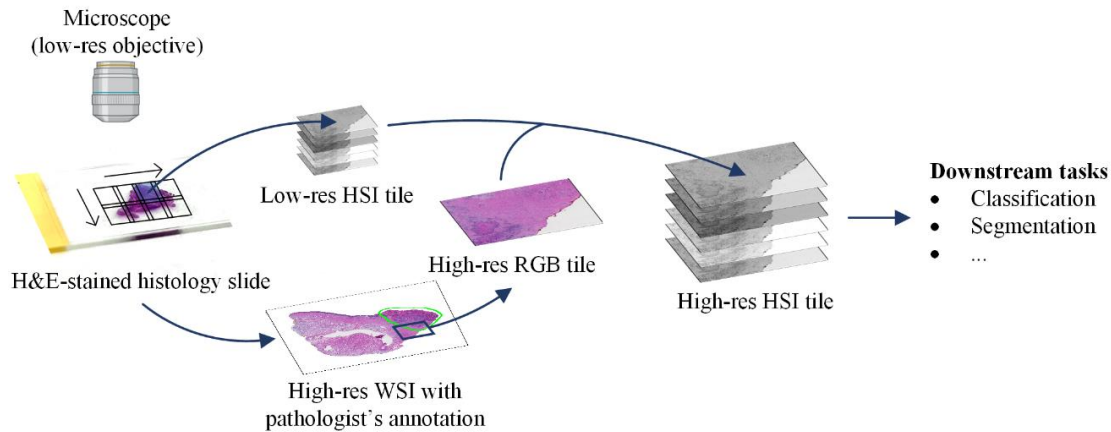 Microscope
(low-res objective)
Low-res HSI tile
H&E-stained histology slide
High-res RGB tile
High-res WSI with
pathologist's annotation
High-res HSI tile
Downstream tasks
• Classification
• Segmentation
• ...